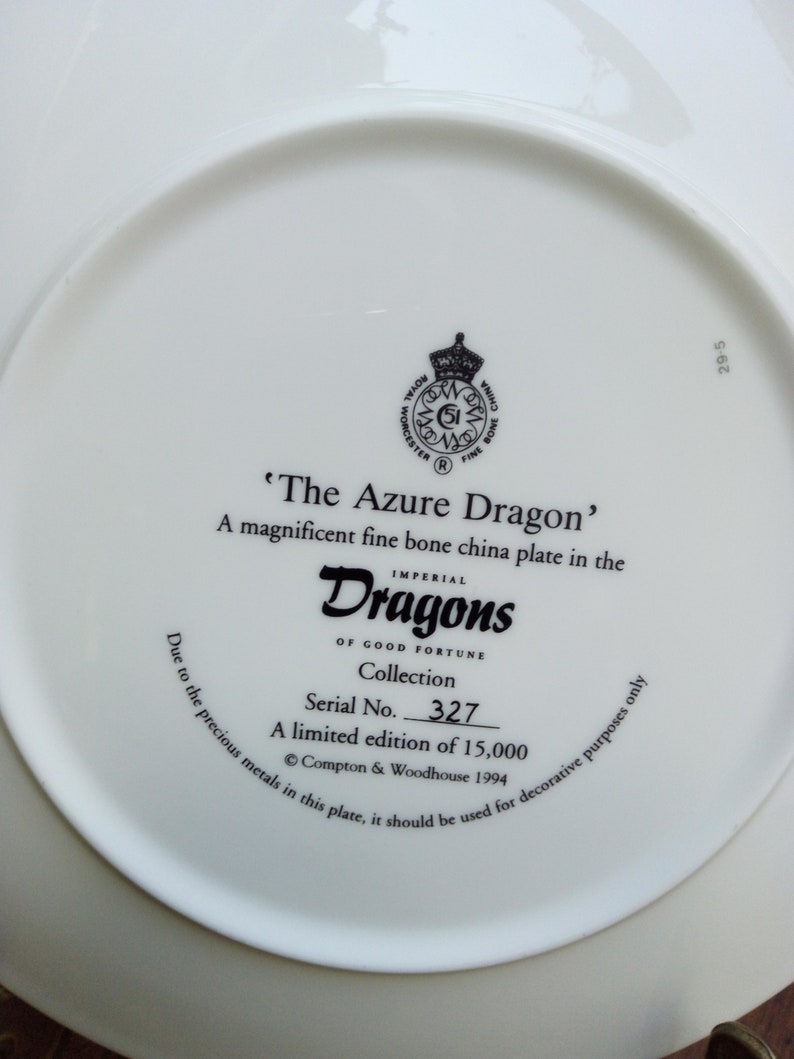 ROYAL WORCESTER
FINE BONE CHINA
51
R
29-5
‘The Azure Dragon’
A magnificent fine bone china plate in the
IMPERIAL
Dragons
OF GOOD FORTUNE
Collection
Serial No. 327
A limited edition of 15,000
© Compton & Woodhouse 1994
Due to the precious metals in this plate, it should be used for decorative purposes only